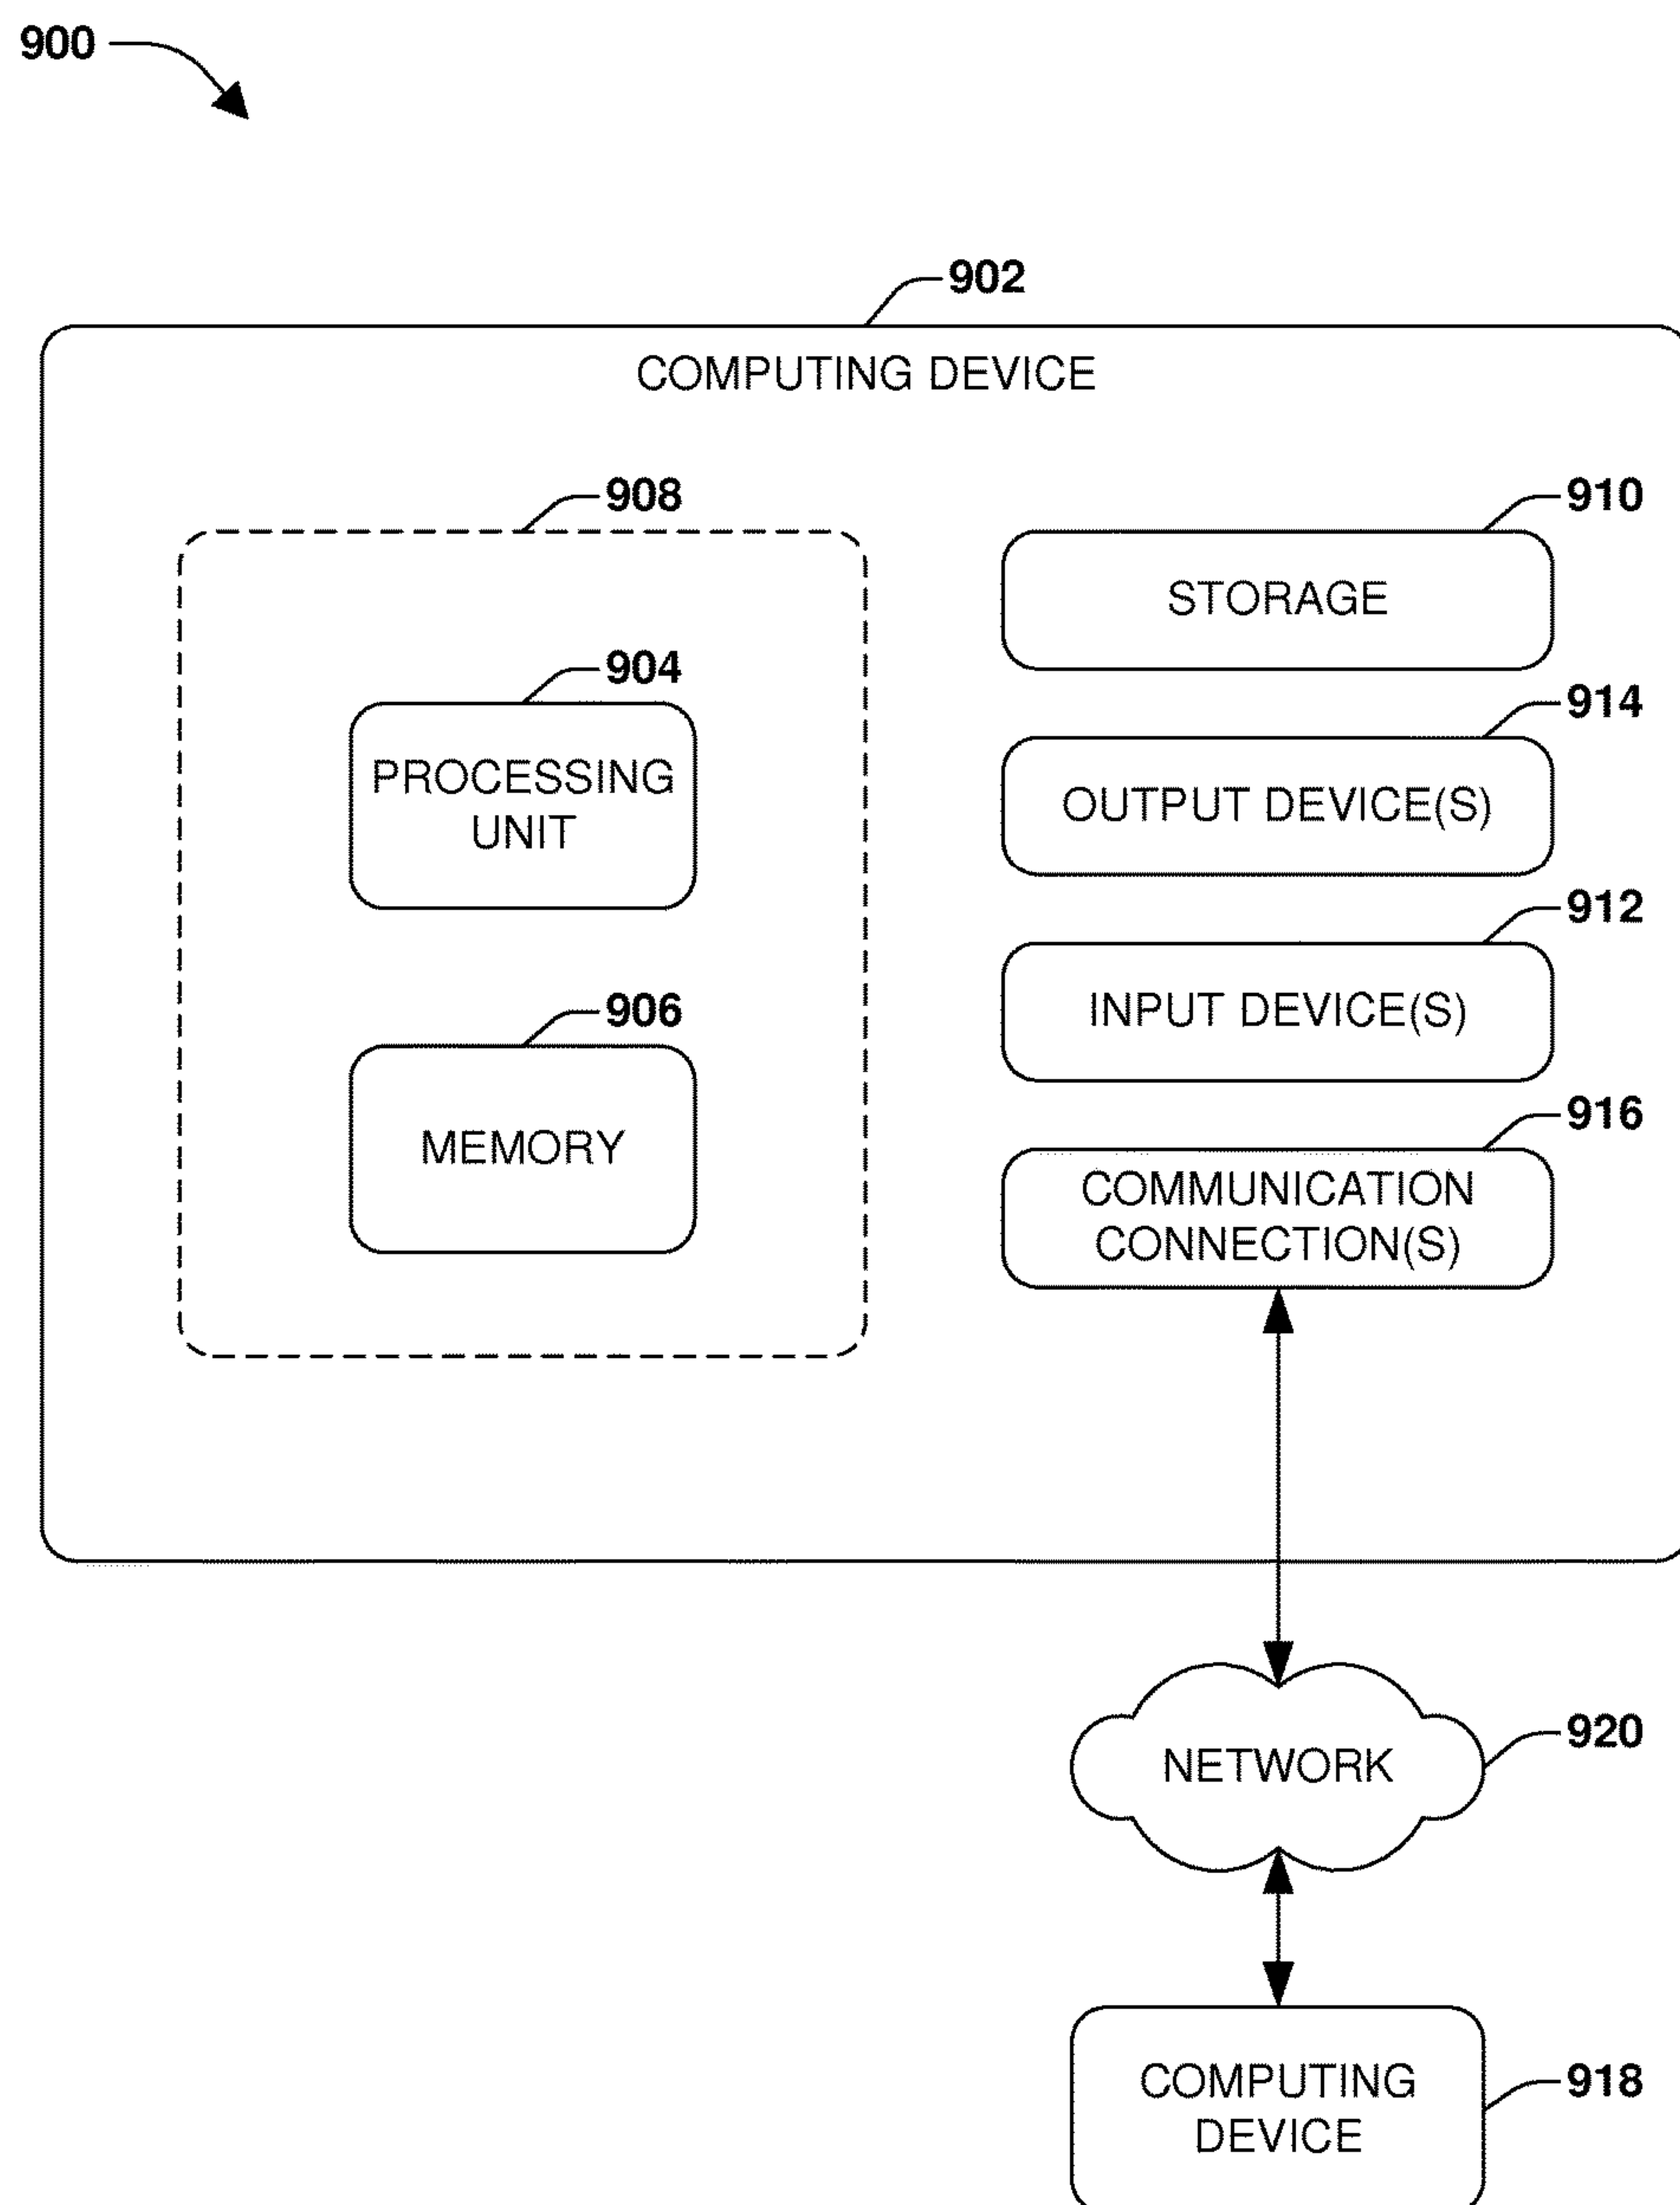 900
902
COMPUTING DEVICE
908
910
STORAGE
904
914
PROCESSING
UNIT
OUTPUT DEVICE(S)
912
906
INPUT DEVICE(S)
MEMORY
916
COMMUNICATION
CONNECTION(S)
920
NETWORK
918
COMPUTING
DEVICE